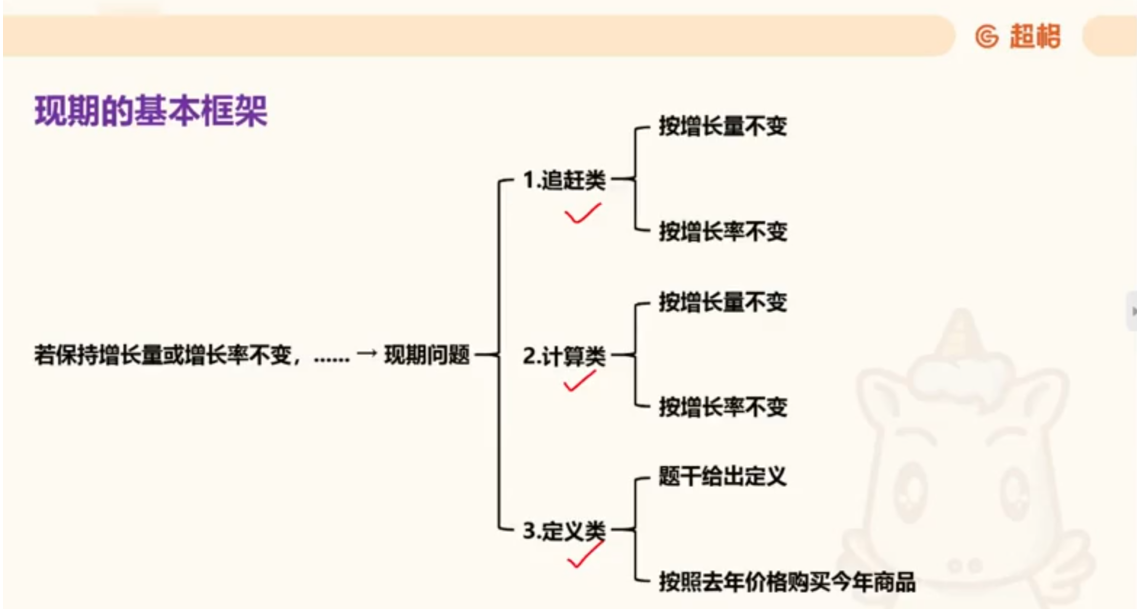 超格
现期的基本框架
若保持增长量或增长率不变，...... → 现期问题
1.追赶类
按增长量不变
按增长率不变
2.计算类
按增长量不变
按增长率不变
3.定义类
题干给出定义
按照去年价格购买今年商品